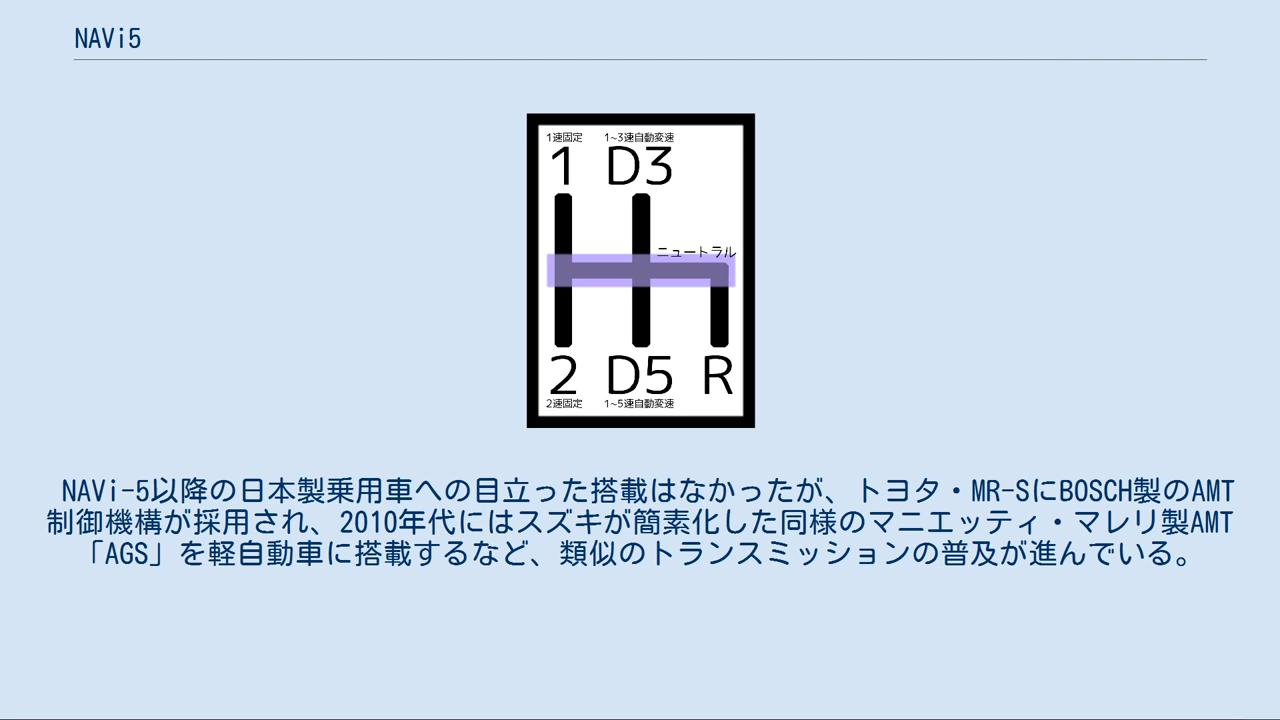 NAVi5
1速固定 1~3速自動変速
1 D3
ニュートラル
2 D5 R
2速固定 1~5速自動変速
NAVi-5以降の日本製乗用車への目立った搭載はなかったが、トヨタ・MR-SにBOSCH製のAMT
制御機構が採用され、2010年代にはスズキが簡素化した同様のマニエッティ・マレリ製AMT
「AGS」を軽自動車に搭載するなど、類似のトランスミッションの普及が進んでいる。